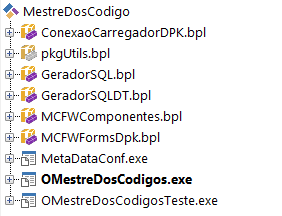 MestreDosCodigo
ConexaoCarregadorDPK.bpl
pkgUtils.bpl
GeradorSQL.bpl
GeradorSQLDT.bpl
MCFWComponentes.bpl
MCFWFormsDpk.bpl
MetaDataConf.exe
OMestreDosCodigos.exe
OMestreDosCodigosTeste.exe